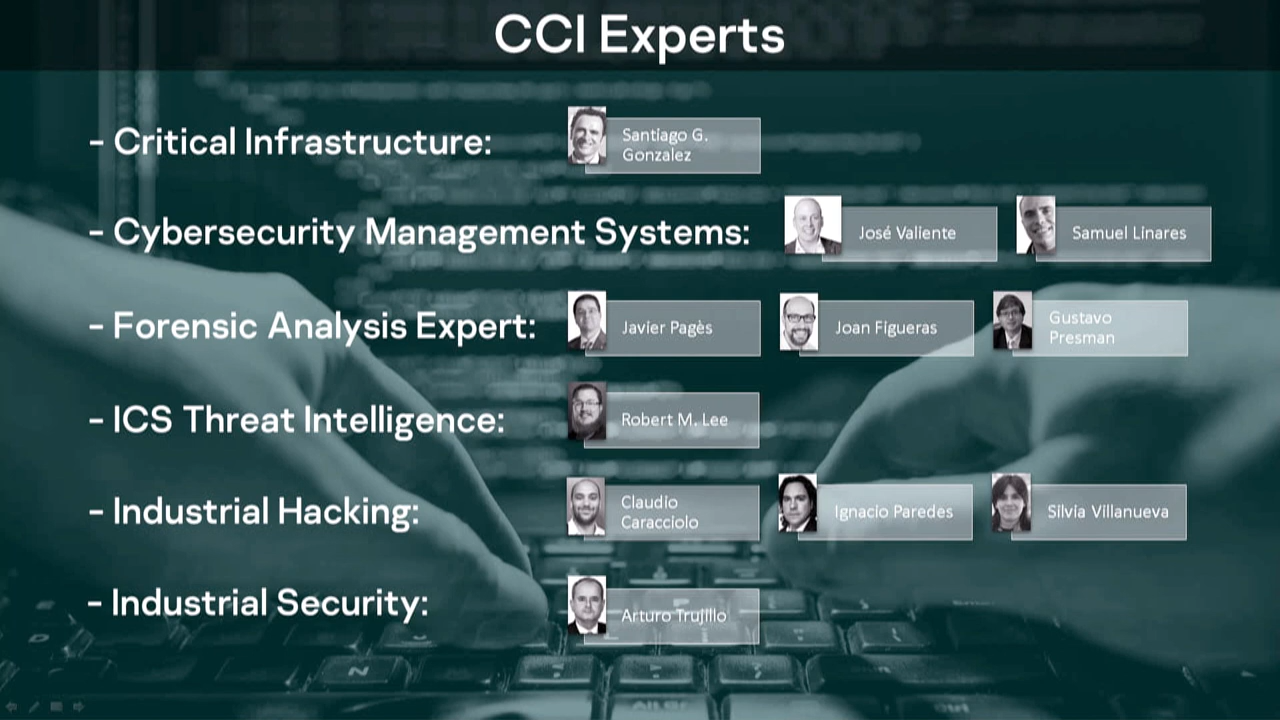 CCI Experts
- Critical Infrastructure:
Santiago G.
Gonzalez
- Cybersecurity Management Systems:
José Valiente
Samuel Linares
- Forensic Analysis Expert:
Javier Pagès
Joan Figueras
Gustavo
Presman
- ICS Threat Intelligence:
Robert M. Lee
- Industrial Hacking:
Claudio
Caracciolo
Ignacio Paredes
Silvia Villanueva
- Industrial Security:
Arturo Trujillo